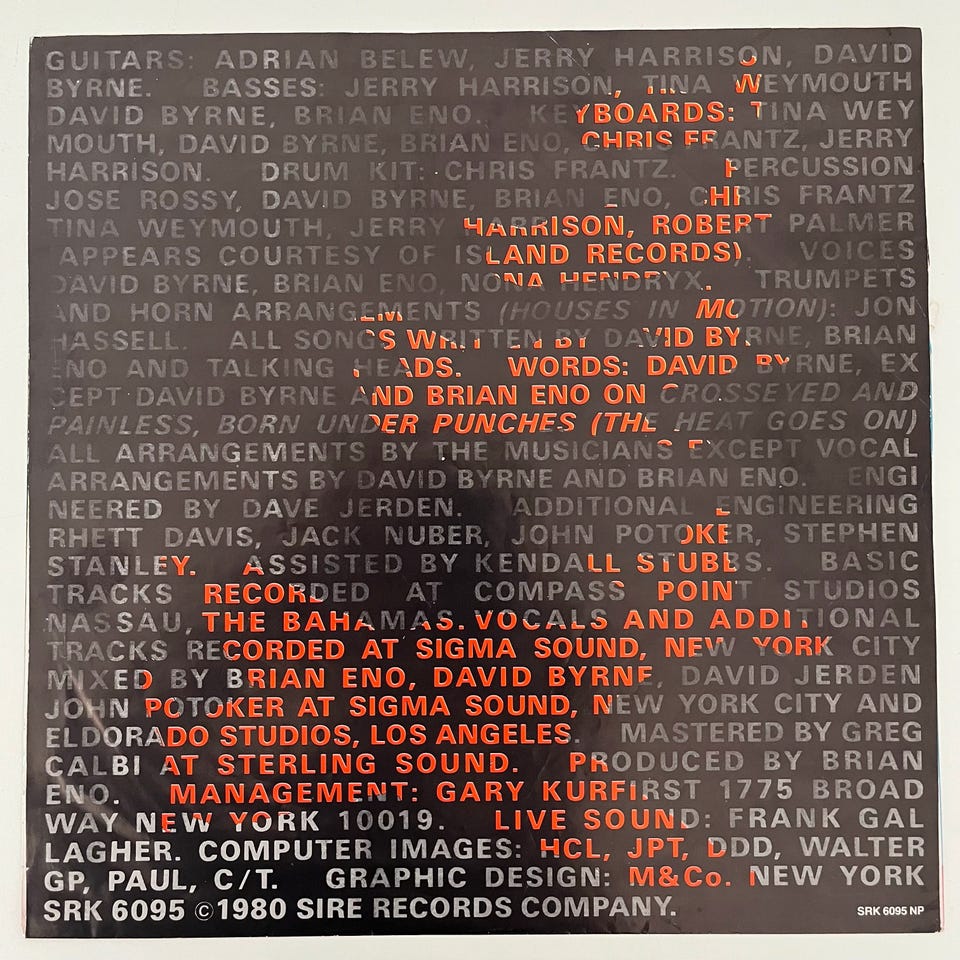 GUITARS: ADRIAN BELEW, JERRY HARRISON, DAVID
BYRNE. BASSES: JERRY HARRISON, TINA WEYMOUTH
DAVID BYRNE, BRIAN ENO. KEYBOARDS: TINA WEY
MOUTH, DAVID BYRNE, BRIAN ENO, CHRIS FRANTZ, JERRY
HARRISON. DRUM KIT: CHRIS FRANTZ. PERCUSSION
JOSE ROSSY, DAVID BYRNE, BRIAN ENO, CHRIS FRANTZ
TINA WEYMOUTH, JERRY HARRISON, ROBERT PALMER
(APPEARS COURTESY OF ISLAND RECORDS). VOICES
DAVID BYRNE, BRIAN ENO, NONA HENDRYX. TRUMPETS
AND HORN ARRANGEMENTS (HOUSES IN MOTION): JON
HASSELL. ALL SONGS WRITTEN BY DAVID BYRNE, BRIAN
ENO AND TALKING HEADS. WORDS: DAVID BYRNE, EX
CEPT DAVID BYRNE AND BRIAN ENO ON CROSSEYED AND
PAINLESS, BORN UNDER PUNCHES (THE HEAT GOES ON)
ALL ARRANGEMENTS BY THE MUSICIANS EXCEPT VOCAL
ARRANGEMENTS BY DAVID BYRNE AND BRIAN ENO. ENGI
NEERED BY DAVE JERDEN. ADDITIONAL ENGINEERING
RHETT DAVIS, JACK NUBER, JOHN POTOKER, STEPHEN
STANLEY. ASSISTED BY KENDALL STUBBS. BASIC
TRACKS RECORDED AT COMPASS POINT STUDIOS
NASSAU, THE BAHAMAS. VOCALS AND ADDITIONAL
TRACKS RECORDED AT SIGMA SOUND, NEW YORK CITY
MIXED BY BRIAN ENO, DAVID BYRNE, DAVID JERDEN
JOHN POTOKER AT SIGMA SOUND, NEW YORK CITY AND
ELDORADO STUDIOS, LOS ANGELES. MASTERED BY GREG
CALBI AT STERLING SOUND. PRODUCED BY BRIAN
ENO. MANAGEMENT: GARY KURFIRST 1775 BROAD
WAY NEW YORK 10019. LIVE SOUND: FRANK GAL
LAGHER. COMPUTER IMAGES: HCL, JPT, DDD, WALTER
GP, PAUL, C/T. GRAPHIC DESIGN: M&Co. NEW YORK
SRK 6095 ©1980 SIRE RECORDS COMPANY.
SRK 6095 NP